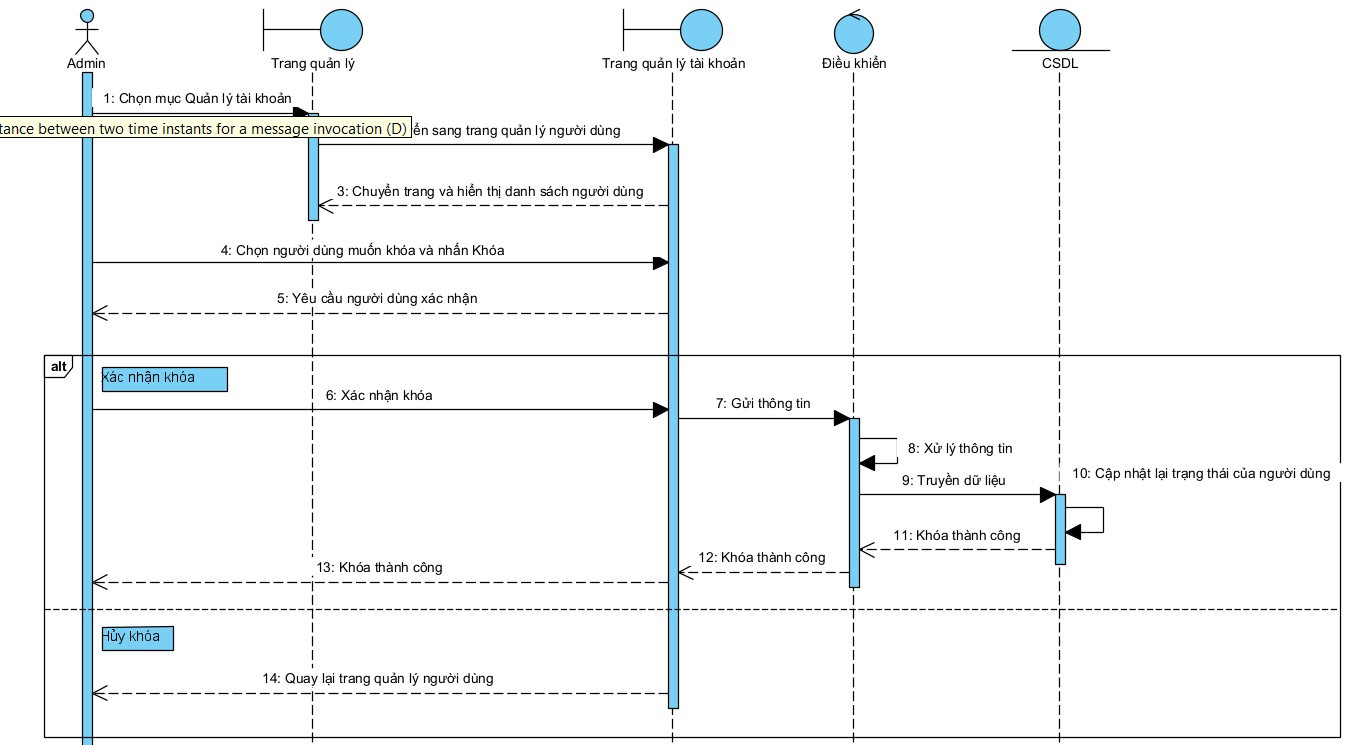 Admin
Trang quản lý
Trang quản lý tài khoản
Điều khiển
CSDL
1: Chọn mục Quản lý tài khoản
tance between two time instants for a message invocation (D)
sang trang quản lý người dùng
3: Chuyển trang và hiển thị danh sách người dùng
4: Chọn người dùng muốn khóa và nhấn Khóa
5: Yêu cầu người dùng xác nhận
alt
Xác nhận khóa
6: Xác nhận khóa
7: Gửi thông tin
8: Xử lý thông tin
10: Cập nhật lại trạng thái của người dùng
9: Truyền dữ liệu
11: Khóa thành công
12: Khóa thành công
13: Khóa thành công
Hủy khóa
14: Quay lại trang quản lý người dùng